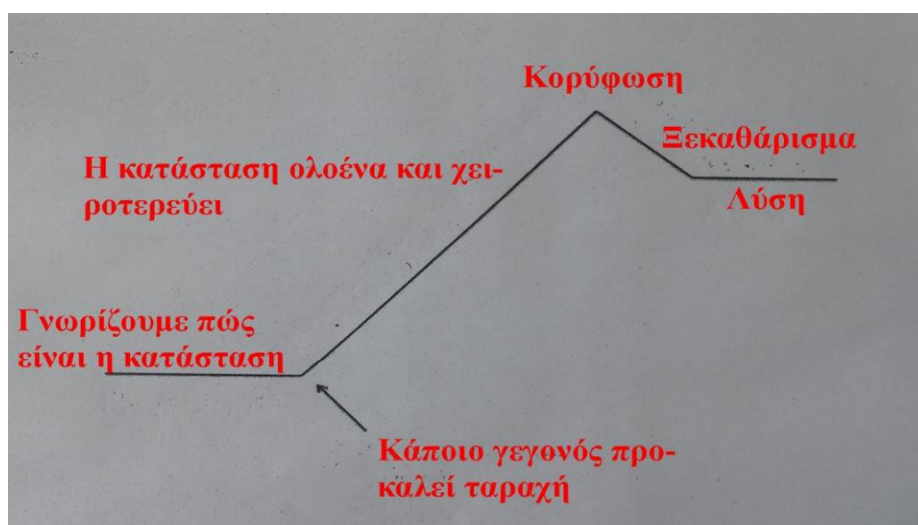 Κορύφωση
Ξεκαθάρισμα
Η κατάσταση ολοένα και χει-
ροτερεύει
Λύση
Γνωρίζουμε πώς
είναι η κατάσταση
Κάποιο γεγονός προ-
καλεί ταραχή